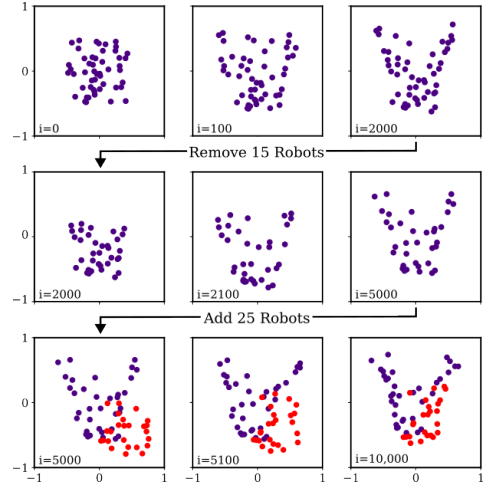 1
0
−1
i=0
i=100
i=2000
Remove 15 Robots
1
0
−1
i=2000
i=2100
i=5000
Add 25 Robots
1
0
−1
i=5000
i=5100
i=10,000
−1 0 1 −1 0 1 −1 0 1